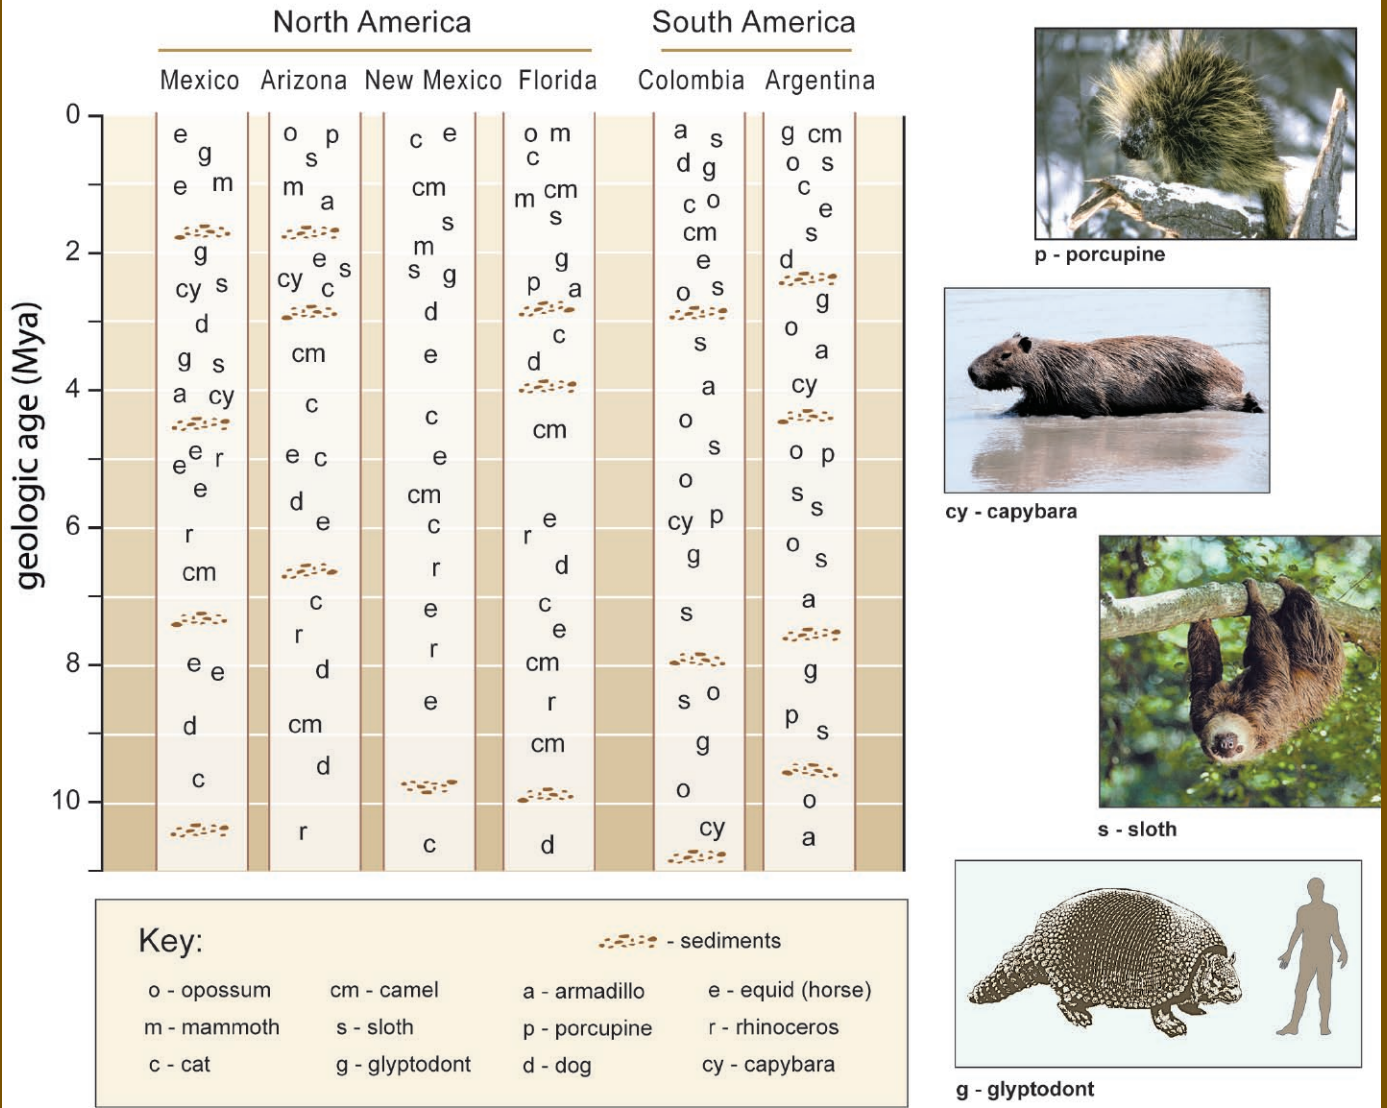 North America South America
Mexico Arizona New Mexico Florida Colombia Argentina
geologic age (Mya)
0
e o p c e o m a s g cm
g s c d g o s
e m m a cm m cm c o c
s s cm e
m s
2
g e s s g g e d
cy s cy c p a o s g
d d o
c
g s cm e d s a
a cy a cy
4
c c cm o
e e r e c e s o p
e d cm o s s
6
r e c r e cy p o
cm r d g s
c e c s a
r r e
8
e e d cm s o g
d cm e r g p s
cm
c d o
10
r cy o
c d a
Key:
- sediments
o - opossum cm - camel a - armadillo e - equid (horse)
m - mammoth s - sloth p - porcupine r - rhinoceros
c - cat g - glyptodont d - dog cy - capybara
p - porcupine
cy - capybara
s - sloth
g - glyptodont